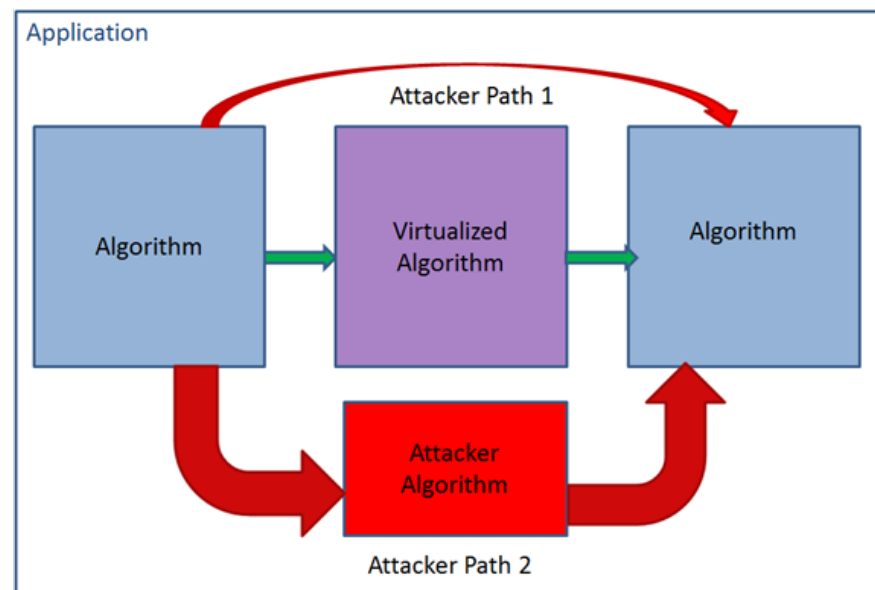 Application
Attacker Path 1
Algorithm
Virtualized
Algorithm
Algorithm
Attacker
Algorithm
Attacker Path 2